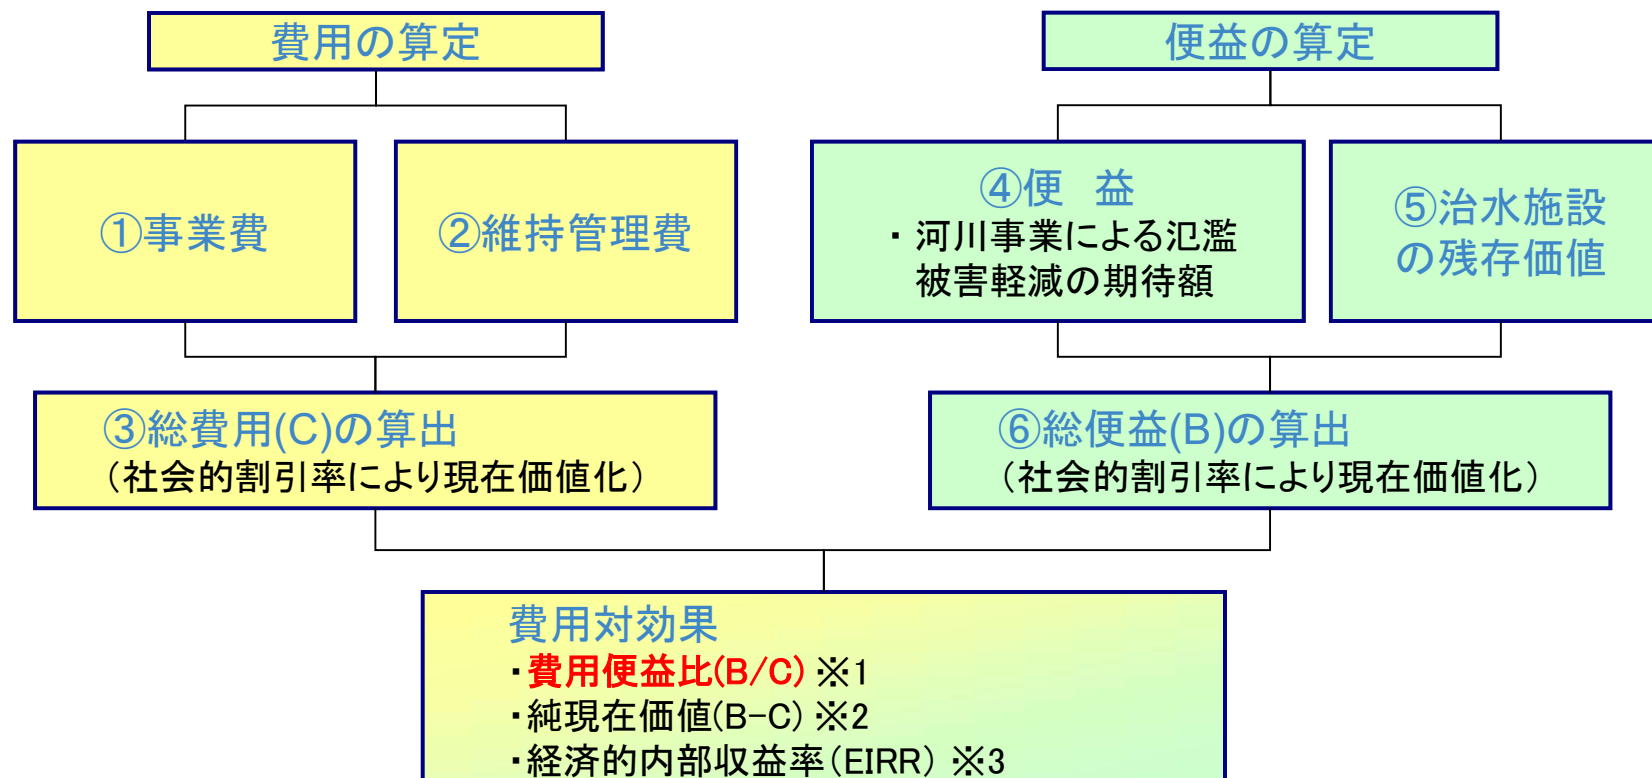 費用の算定
便益の算定
①事業費
②維持管理費
④便　益
・河川事業による氾濫
被害軽減の期待額
⑤治水施設
の残存価値
③総費用(C)の算出
（社会的割引率により現在価値化）
⑥総便益(B)の算出
（社会的割引率により現在価値化）
費用対効果
・費用便益比(B/C) ※1
・純現在価値(B-C) ※2
・経済的内部収益率(EIRR) ※3